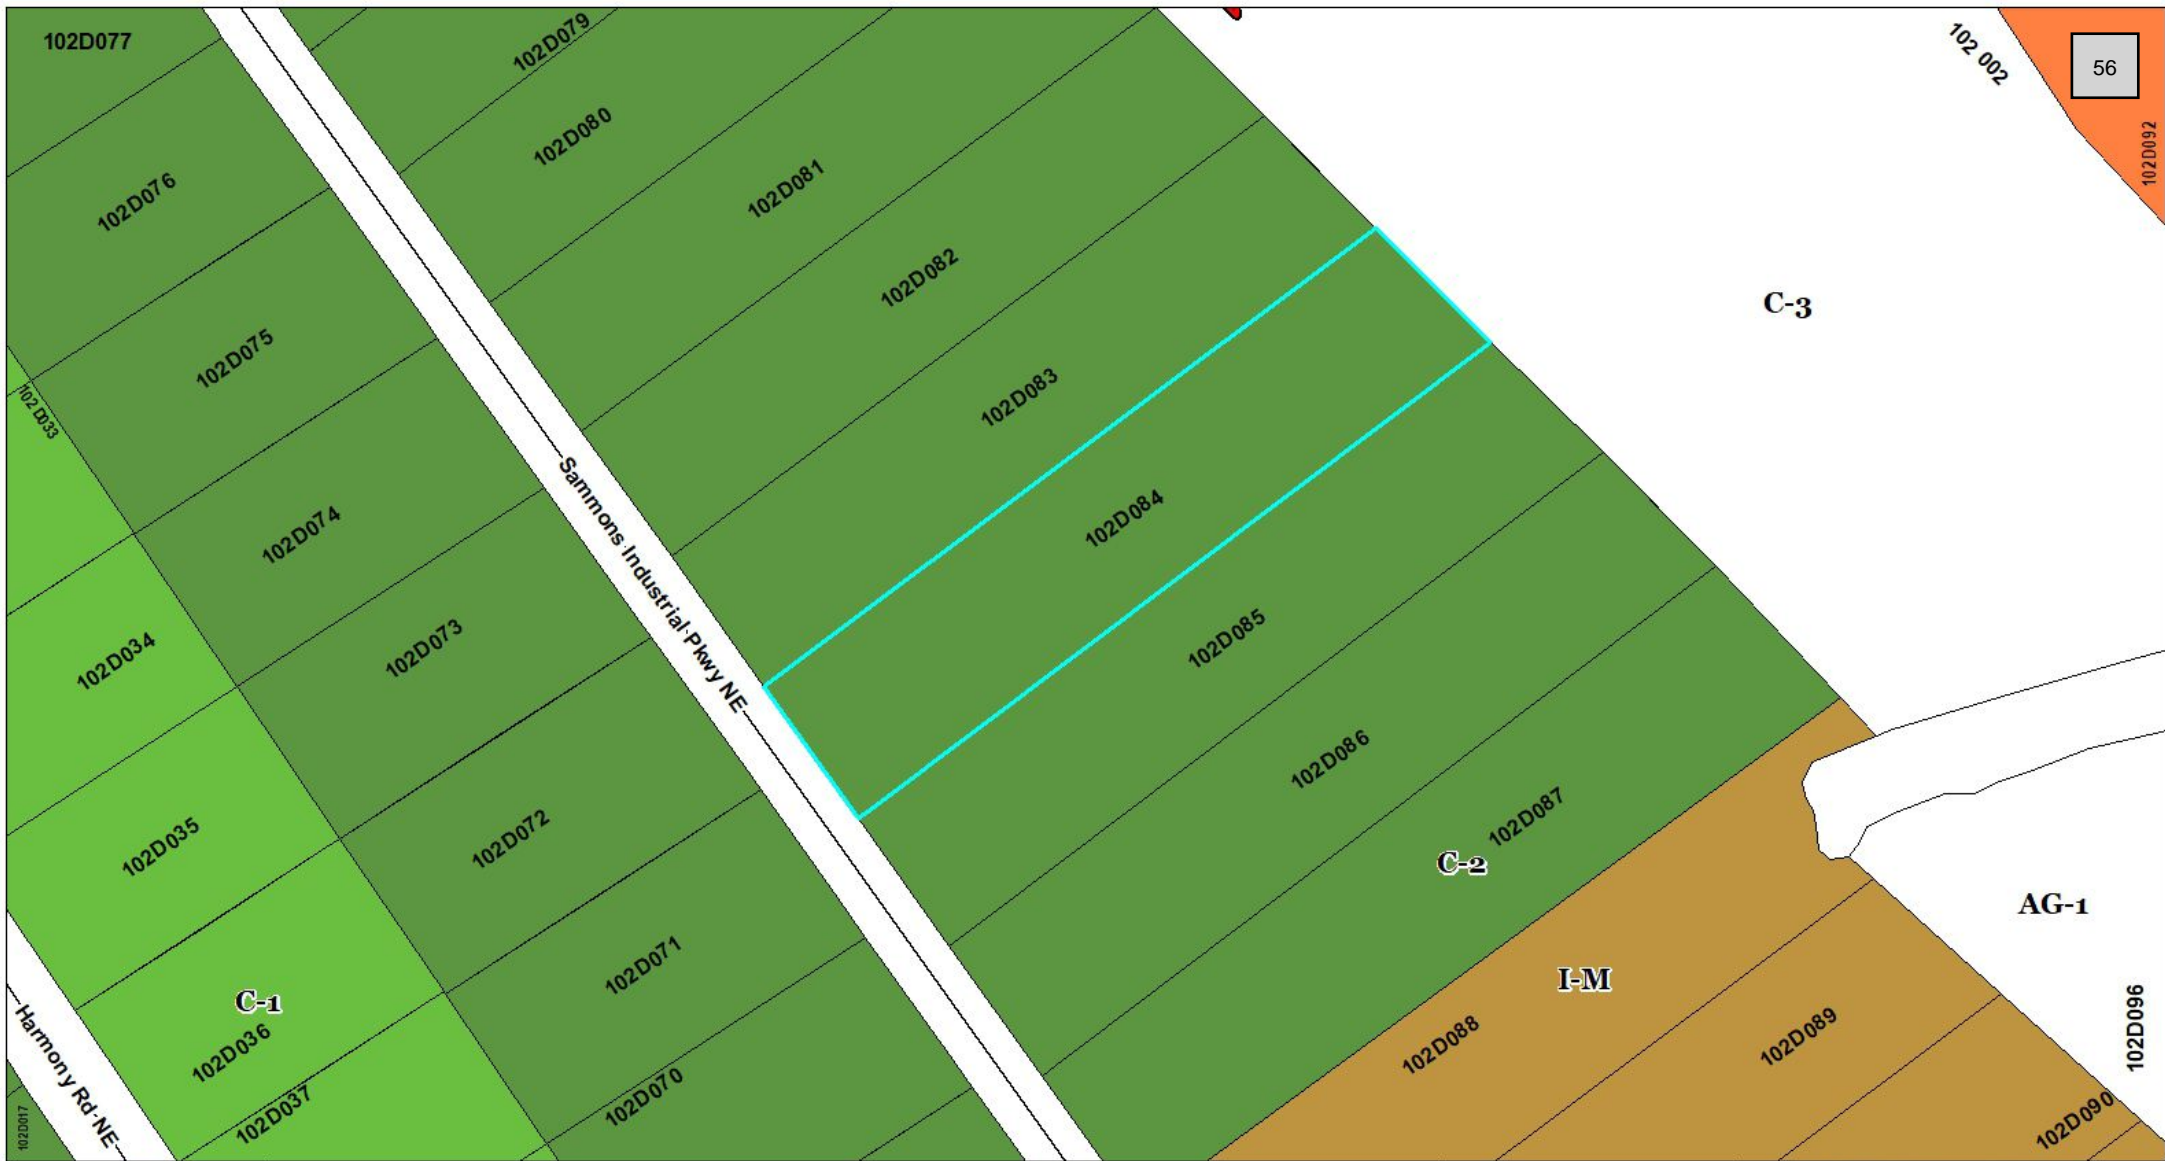 102D077
102D079
102 002
56
102D092
102D080
102D076
102D081
102D082
102D075
C-3
102D083
102D033
102D084
102D074
Sammons Industrial Pkwy NE
102D085
102D073
102D034
102D086
102D087
C-2
102D072
102D035
AG-1
102D071
I-M
C-1
102D036
102D088
102D089
102D096
Harmony Rd NE
102D070
102D037
102D090
102D017